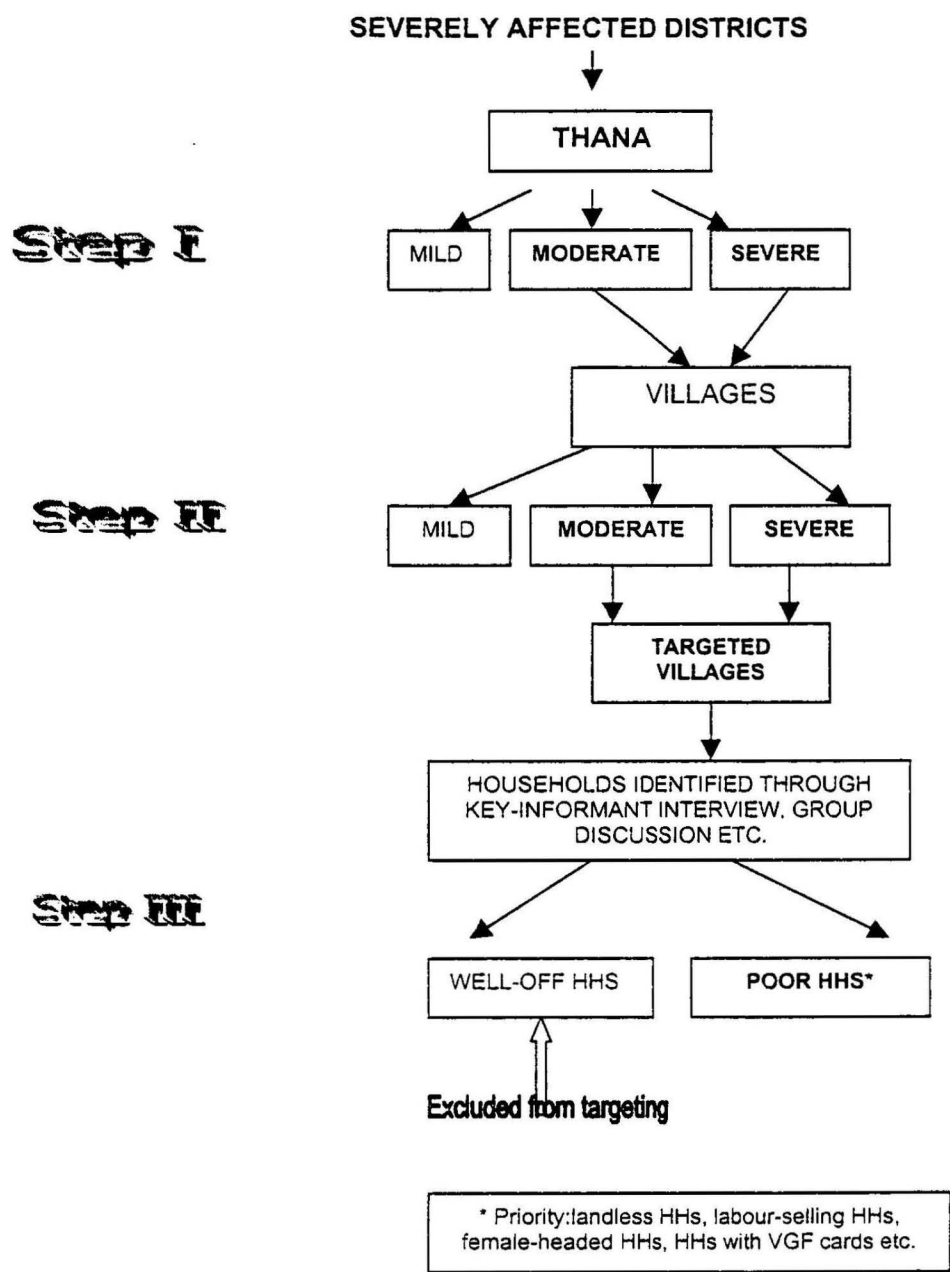 SEVERELY AFFECTED DISTRICTS
THANA
Step I
MILD
MODERATE
SEVERE
VILLAGES
Step II
MILD
MODERATE
SEVERE
TARGETED
VILLAGES
HOUSEHOLDS IDENTIFIED THROUGH
KEY-INFORMANT INTERVIEW, GROUP
DISCUSSION ETC.
Step III
WELL-OFF HHS
POOR HHS*
Excluded from targeting
* Priority:landless HHs, labour-selling HHs,
female-headed HHs, HHs with VGF cards etc.